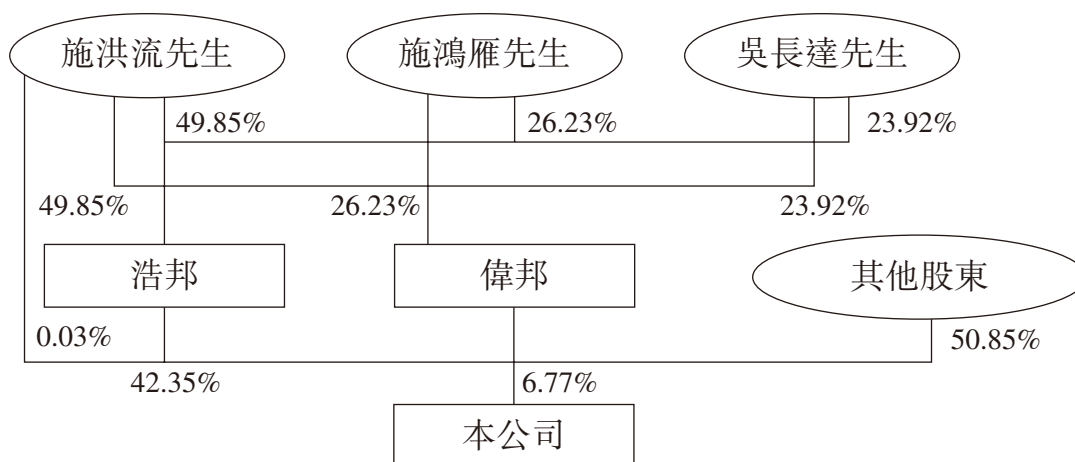 施洪流先生
施鴻雁先生
吳長達先生
49.85%
26.23%
23.92%
49.85%
26.23%
23.92%
浩邦
偉邦
其他股東
0.03%
50.85%
42.35%
6.77%
本公司